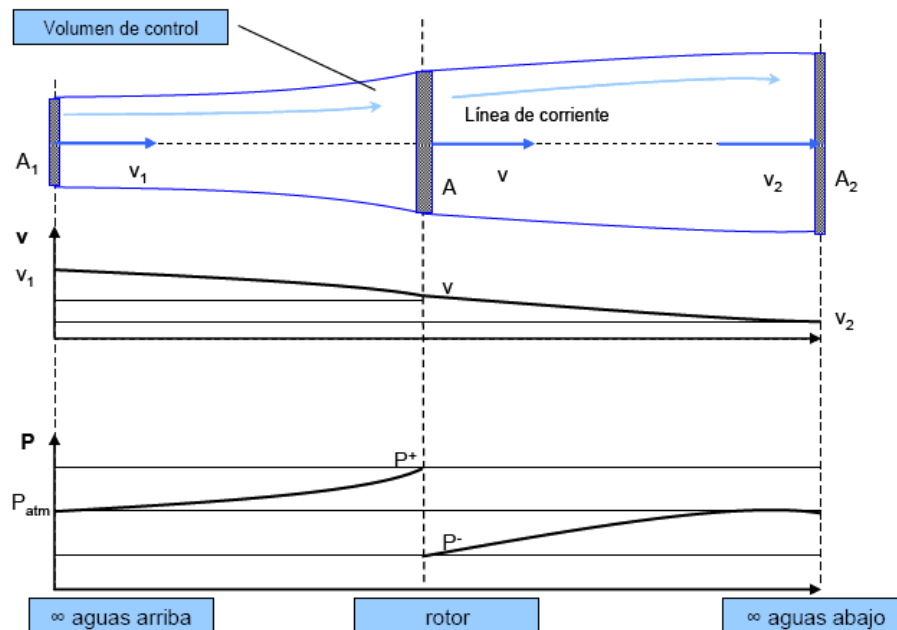 Volumen de control
Línea de corriente
A₁
v₁
A
v
v₂
A₂
v
v₁
v
v₂
P
P⁺
Pₐₜₘ
P⁻
∞ aguas arriba
rotor
∞ aguas abajo